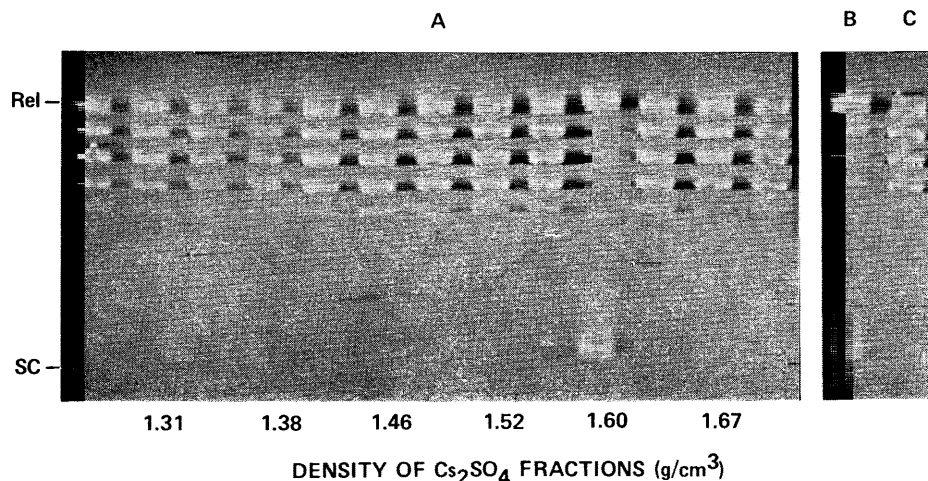 A B C
Rel
SC
1.31 1.38 1.46 1.52 1.60 1.67
DENSITY OF Cs2SO4 FRACTIONS (g/cm3)